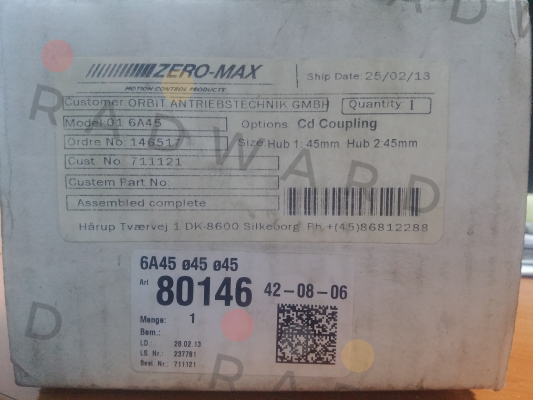 ZERO-MAX
MOTION CONTROL PRODUCTS
Ship Date: 25/02/13
Customer: ORBiT ANTRIEBSTECHNIK GMBH
Quantity 1
Model 01 6A45
Options: Cd Coupling
Ordre No: 146517
Size: Hub 1: 45mm Hub 2:45mm
Cust. No: 711121
Custem Part No:
Assembled complete
Hårup Tværvej 1 DK-8600 Silkeborg. Ph.+(45)86812288
6A45 ø45 ø45
Art 80146 42-08-06
Menge: 1
Bem.:
LD: 28.02.13
LS. Nr.: 237781
Best. Nr.: 711121
RADWARD
RADWARD
RADWARD